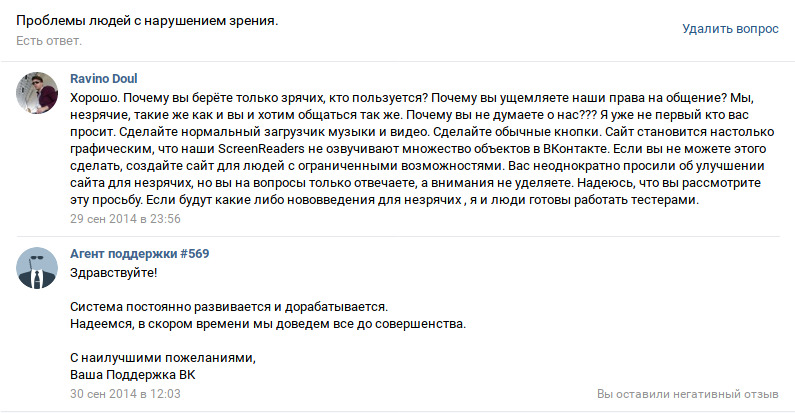 Проблемы людей с нарушением зрения.
Есть ответ.
Удалить вопрос
Ravino Doul
Хорошо. Почему вы берёте только зрячих, кто пользуется? Почему вы ущемляете наши права на общение? Мы,
незрячие, такие же как и вы и хотим общаться так же. Почему вы не думаете о нас??? Я уже не первый кто вас
просит. Сделайте нормальный загрузчик музыки и видео. Сделайте обычные кнопки. Сайт становится настолько
графическим, что наши ScreenReaders не озвучивают множество объектов в ВКонтакте. Если вы не можете этого
сделать, создайте сайт для людей с ограниченными возможностями. Вас неоднократно просили об улучшении
сайта для незрячих, но вы на вопросы только отвечаете, а внимания не уделяете. Надеюсь, что вы рассмотрите
эту просьбу. Если будут какие либо нововведения для незрячих , я и люди готовы работать тестерами.
29 сен 2014 в 23:56
Агент поддержки #569
Здравствуйте!
Система постоянно развивается и дорабатывается.
Надеемся, в скором времени мы доведем все до совершенства.
С наилучшими пожеланиями,
Ваша Поддержка ВК
30 сен 2014 в 12:03
Вы оставили негативный отзыв